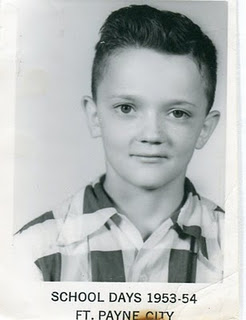 SCHOOL DAYS 1953-54
FT. PAYNE CITY